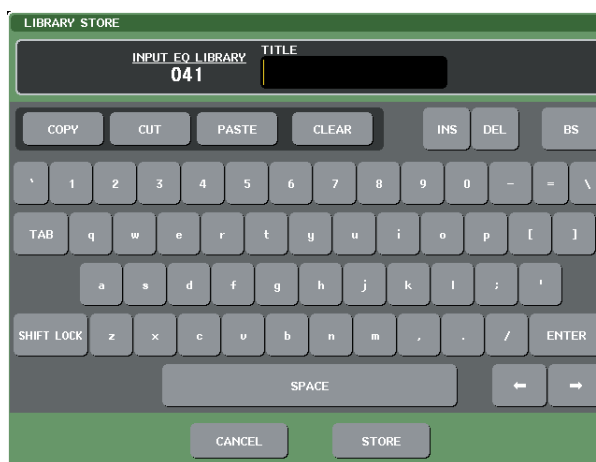 LIBRARY STORE
TITLE
INPUT EQ LIBRARY
041
COPY CUT PASTE CLEAR INS DEL BS
` 1 2 3 4 5 6 7 8 9 0 - = \
TAB q w e r t y u i o p [ ]
a s d f g h j k l ; '
SHIFT LOCK z x c v b n m , . / ENTER
SPACE ← →
CANCEL STORE